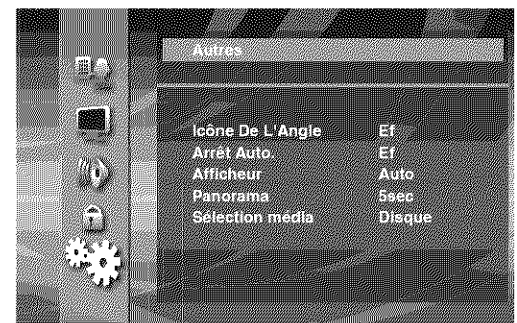 Autres
Icône De L'Angle Ef
Arrêt Auto. Ef
Afficheur Auto
Panorama 5sec
Sélection média Disque